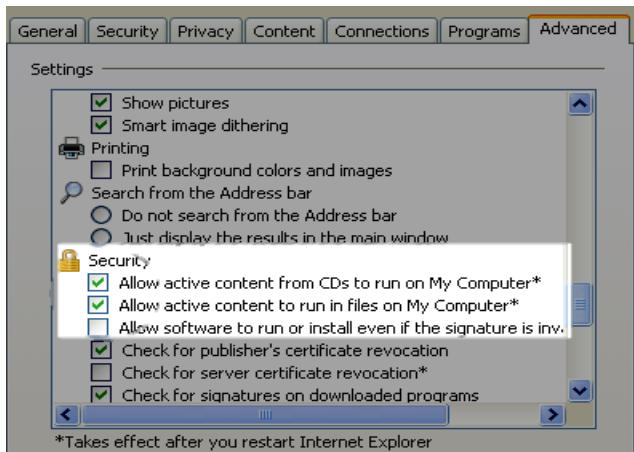 General Security Privacy Content Connections Programs Advanced
Settings
Show pictures
Smart image dithering
Printing
Print background colors and images
Search from the Address bar
Do not search from the Address bar
Just display the results in the main window
Security
Allow active content from CDs to run on My Computer*
Allow active content to run in files on My Computer*
Allow software to run or install even if the signature is inv
Check for publisher's certificate revocation
Check for server certificate revocation*
Check for signatures on downloaded programs
*Takes effect after you restart Internet Explorer